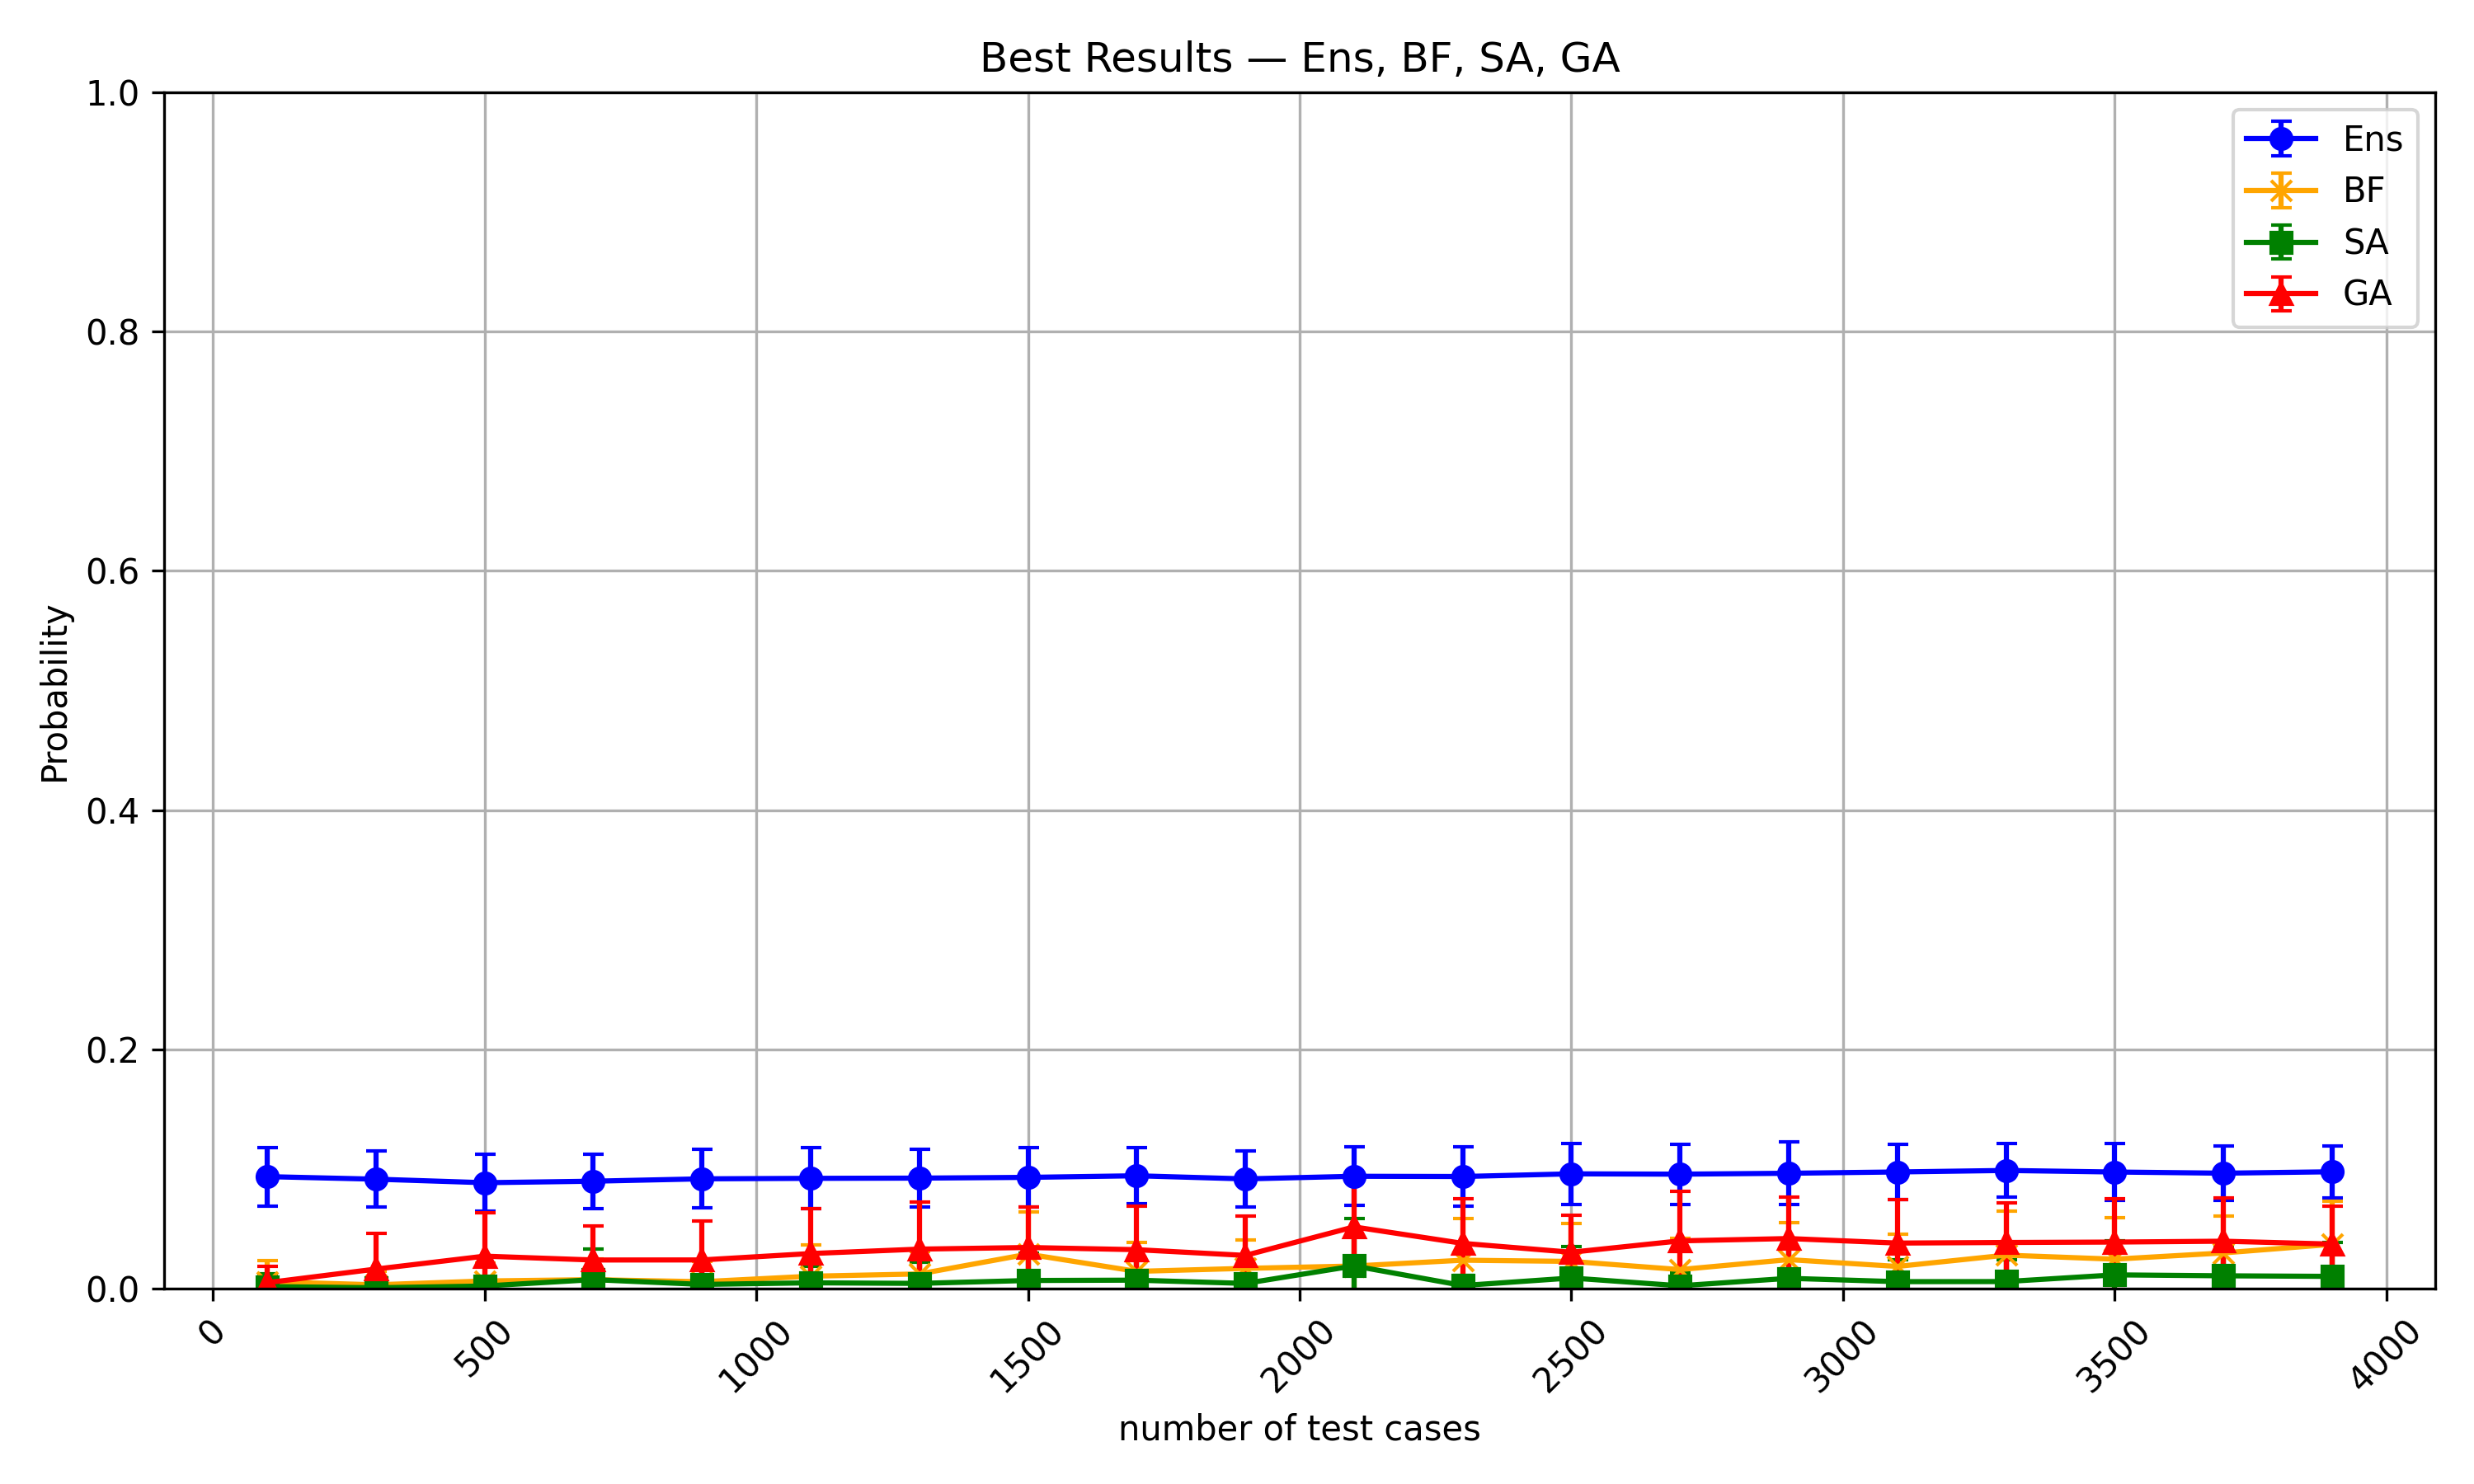 Best Results — Ens, BF, SA, GA
1.0
0.8
0.6
0.4
0.2
0.0
Probability
Ens
BF
SA
GA
0
500
1000
1500
2000
2500
3000
3500
4000
number of test cases